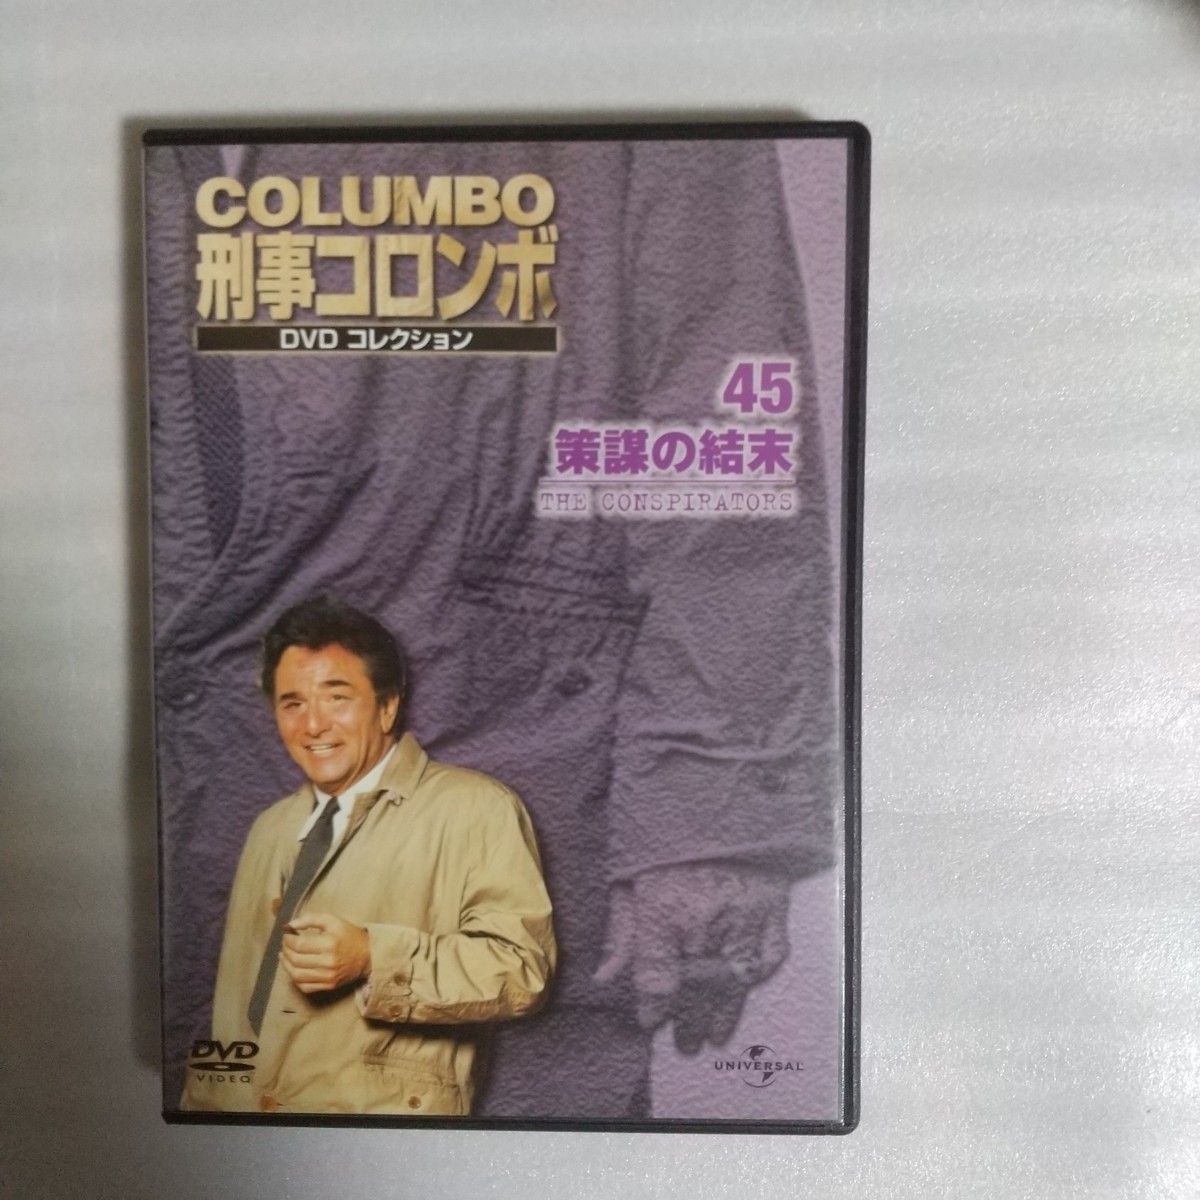 COLUMBO
刑事コロンボ
DVD コレクション
45
策謀の結末
THE CONSPIRATORS
DVD
VIDEO
UNIVERSAL